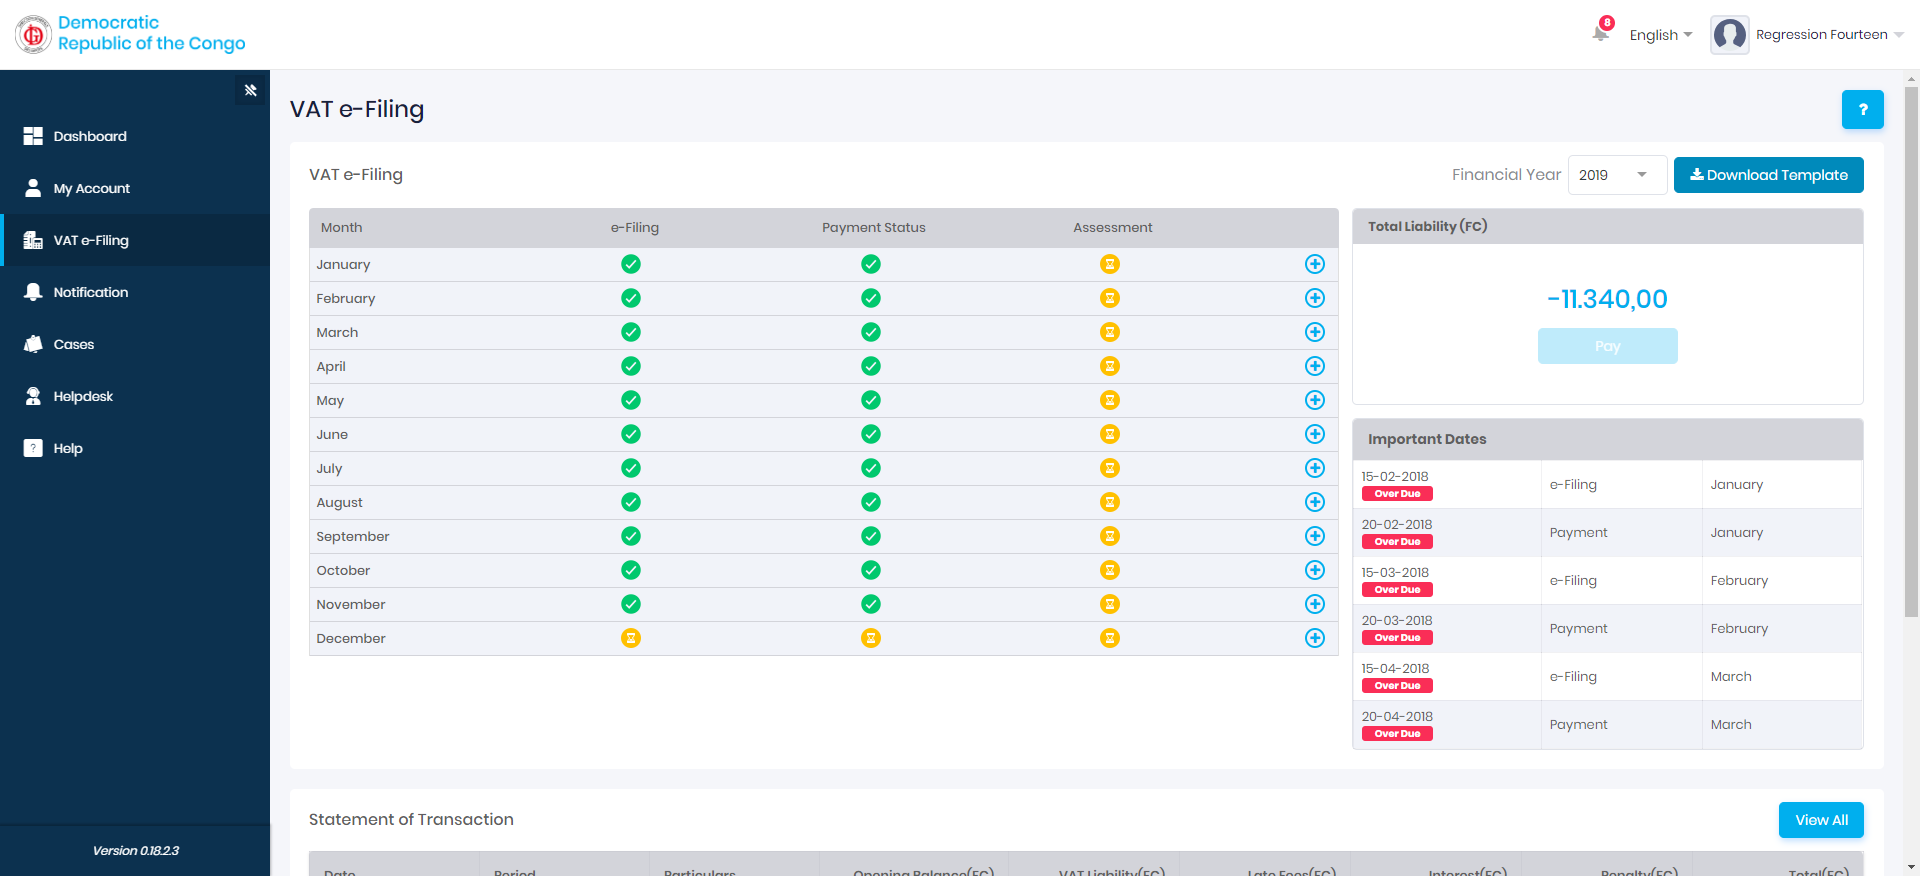 Democratic
Republic of the Congo
8
English
Regression Fourteen
Dashboard
My Account
VAT e-Filing
Notification
Cases
Helpdesk
? Help
Version 0.18.2.3
VAT e-Filing
?
VAT e-Filing
Financial Year 2019 Download Template
Month e-Filing Payment Status Assessment
January
February
March
April
May
June
July
August
September
October
November
December
Total Liability (FC)
-11.340,00
Pay
Important Dates
15-02-2018
Over Due
e-Filing January
20-02-2018
Over Due
Payment January
15-03-2018
Over Due
e-Filing February
20-03-2018
Over Due
Payment February
15-04-2018
Over Due
e-Filing March
20-04-2018
Over Due
Payment March
Statement of Transaction
View All
Date Period Particulars Opening Balance(FC) VAT Liability(FC) Late Fees(FC) Interest(FC) Penalty(FC) Total(FC)